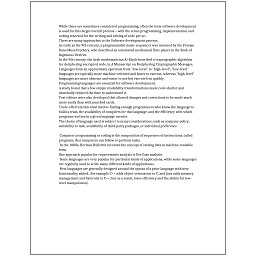 While these are sometimes considered programming, often the term software development
is used for this larger overall process – with the terms programming, implementation, and
coding reserved for the writing and editing of code per se.
There are many approaches to the Software development process.
As early as the 9th century, a programmable music sequencer was invented by the Persian
Banu Musa brothers, who described an automated mechanical flute player in the Book of
Ingenious Devices.
In the 9th century, the Arab mathematician Al-Kindi described a cryptographic algorithm
for deciphering encrypted code, in A Manuscript on Deciphering Cryptographic Messages.
Languages form an approximate spectrum from "low-level" to "high-level"; "low-level"
languages are typically more machine-oriented and faster to execute, whereas "high-level"
languages are more abstract and easier to use but execute less quickly.
Programming languages are essential for software development.
A study found that a few simple readability transformations made code shorter and
drastically reduced the time to understand it.
Text editors were also developed that allowed changes and corrections to be made much
more easily than with punched cards.
Trade-offs from this ideal involve finding enough programmers who know the language to
build a team, the availability of compilers for that language, and the efficiency with which
programs written in a given language execute.
The choice of language used is subject to many considerations, such as company policy,
suitability to task, availability of third-party packages, or individual preference.
Computer programming or coding is the composition of sequences of instructions, called
programs, that computers can follow to perform tasks.
In the 1880s, Herman Hollerith invented the concept of storing data in machine-readable
form.
One approach popular for requirements analysis is Use Case analysis.
Some languages are very popular for particular kinds of applications, while some languages
are regularly used to write many different kinds of applications.
New languages are generally designed around the syntax of a prior language with new
functionality added, (for example C++ adds object-orientation to C, and Java adds memory
management and bytecode to C++, but as a result, loses efficiency and the ability for low-
level manipulation).